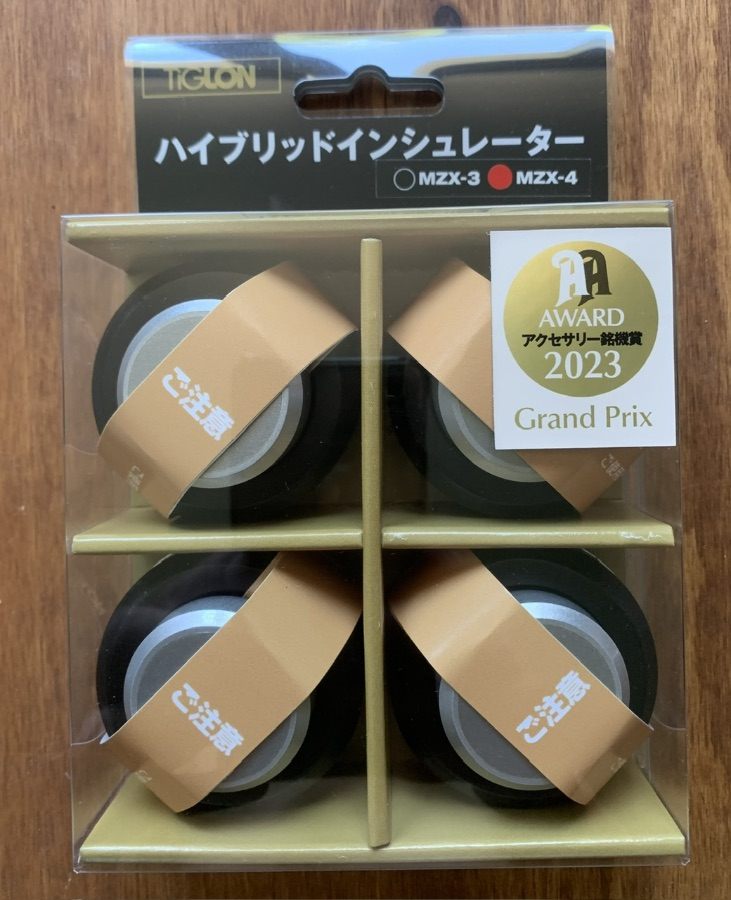 TiGLON
ハイブリッドインシュレーター
MZX-3 MZX-4
AA
AWARD
アクセサリー銘機賞
2023
Grand Prix
ご注意
ご注意
ご注意